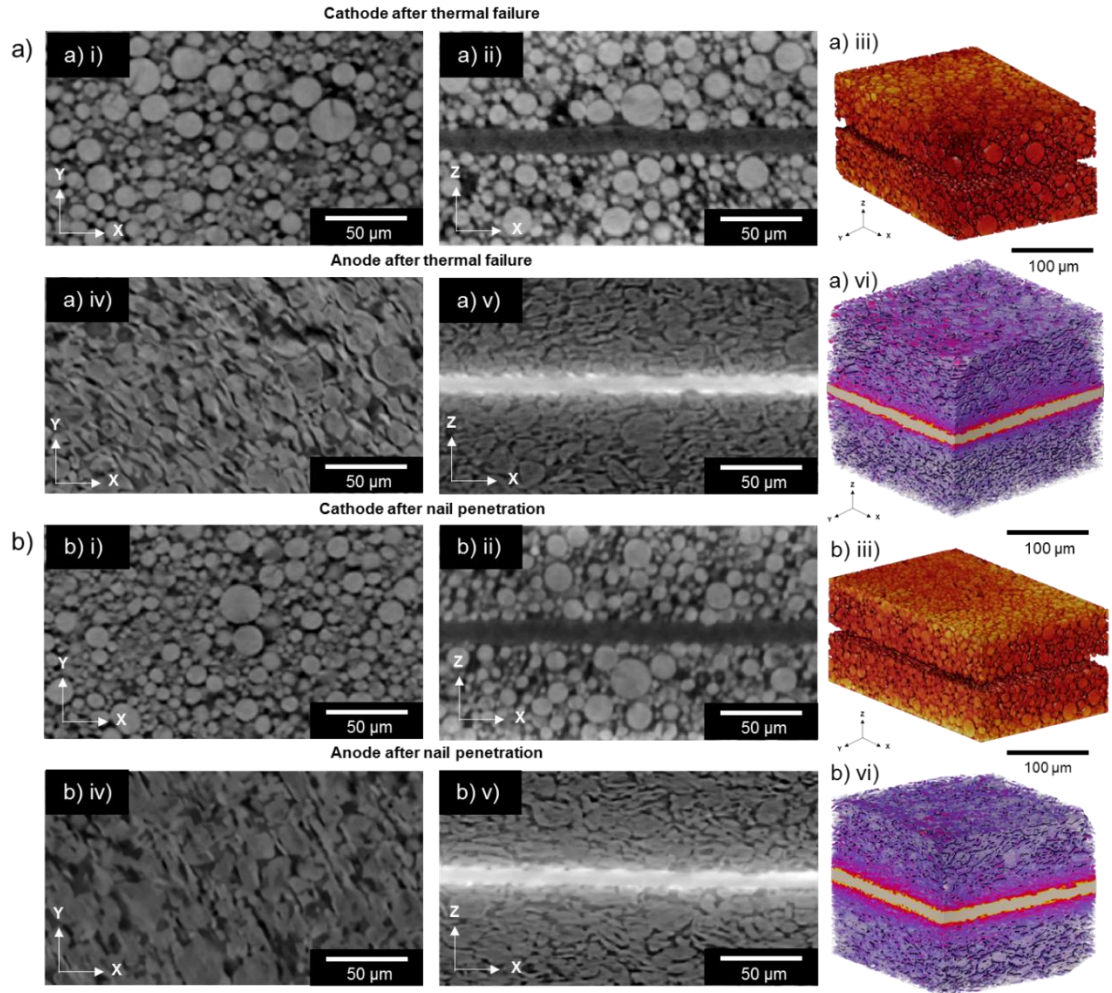 Cathode after thermal failure
a)
a) i)
a) ii)
a) iii)
Y
X
50 µm
Z
X
50 µm
Z
Y
X
100 µm
Anode after thermal failure
a) iv)
a) v)
a) vi)
Y
X
50 µm
Z
X
50 µm
Z
Y
X
100 µm
Cathode after nail penetration
b)
b) i)
b) ii)
b) iii)
Y
X
50 µm
Z
X
50 µm
Z
Y
X
100 µm
Anode after nail penetration
b) iv)
b) v)
b) vi)
Y
X
50 µm
Z
X
50 µm